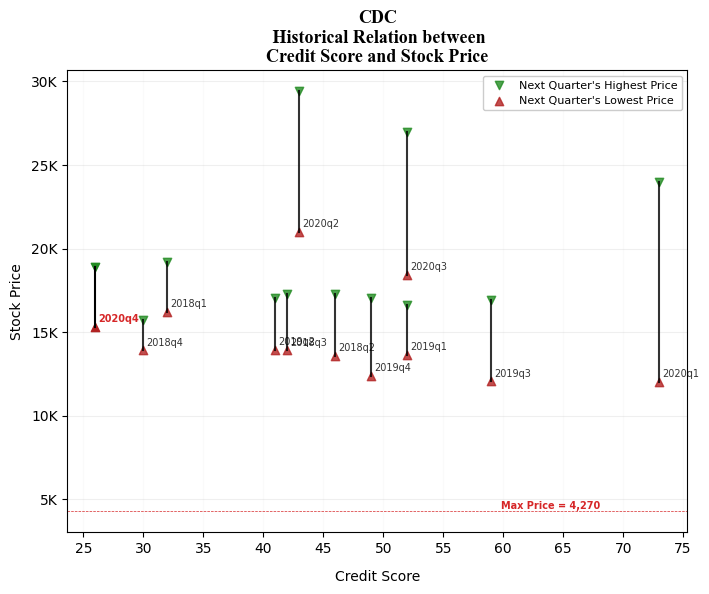 CDC
Historical Relation between
Credit Score and Stock Price
30K
Next Quarter's Highest Price
Next Quarter's Lowest Price
25K
2020q2
20K
2020q3
2018q1
2020q4
15K
2018q4
2018q3
2018q2
2019q1
2019q4
2019q3
2020q1
10K
5K
Max Price = 4,270
Stock Price
25 30 35 40 45 50 55 60 65 70 75
Credit Score